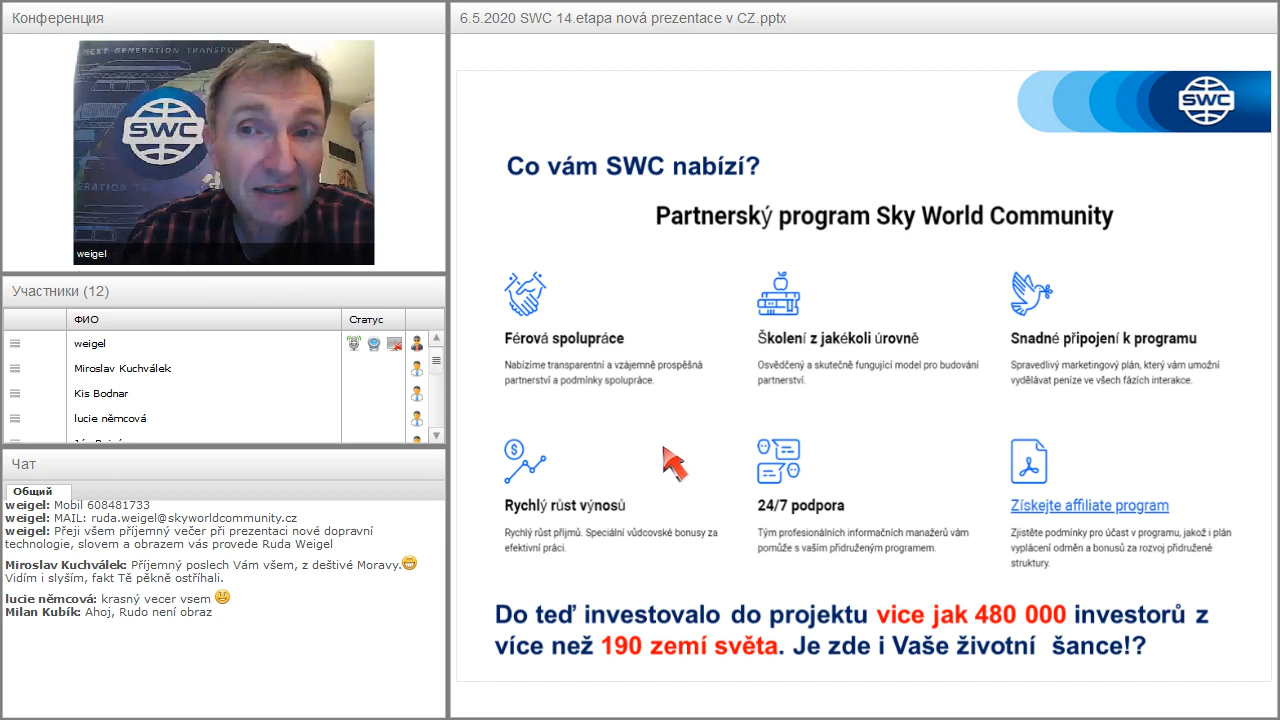 Конференция
NEXT GENERATION TRANSPO
SWC
weigel
Участники (12)
ФИО
Статус
weigel
Miroslav Kuchválek
Kis Bodnar
lucie němcová
Чат
Общий
weigel: Mobil 608481733
weigel: MAIL: ruda.weigel@skyworldcommunity.cz
weigel: Přeji všem příjemný večer při prezentaci nové dopravní
technologie, slovem a obrazem vás provede Ruda Weigel
Miroslav Kuchválek: Příjemný poslech Vám všem, z deštivé Moravy.
Vidím i slyším, fakt Tě pěkně ostříhali.
lucie němcová: krasný vecer vsem
Milan Kubík: Ahoj, Rudo není obraz
6.5.2020 SWC 14.etapa nová prezentace v CZ.pptx
SWC
Co vám SWC nabízí?
Partnerský program Sky World Community
Férová spolupráce
Nabízíme transparentní a vzájemně prospěšná
partnerství a podmínky spolupráce.
Školení z jakékoli úrovně
Osvědčený a skutečně fungující model pro budování
partnerství.
Snadné připojení k programu
Spravedlivý marketingový plán, který vám umožní
vydělávat peníze ve všech fázích interakce.
Rychlý růst výnosů
Rychlý růst příjmů. Speciální vůdcovské bonusy za
efektivní práci.
24/7 podpora
Tým profesionálních informačních manažerů vám
pomůže s vaším přidruženým programem.
Získejte affiliate program
Zjistěte podmínky pro účast v programu, jakož i plán
vyplácení odměn a bonusů za rozvoj přidružené
struktury.
Do teď investovalo do projektu vice jak 480 000 investorů z
více než 190 zemí světa. Je zde i Vaše životní šance!?